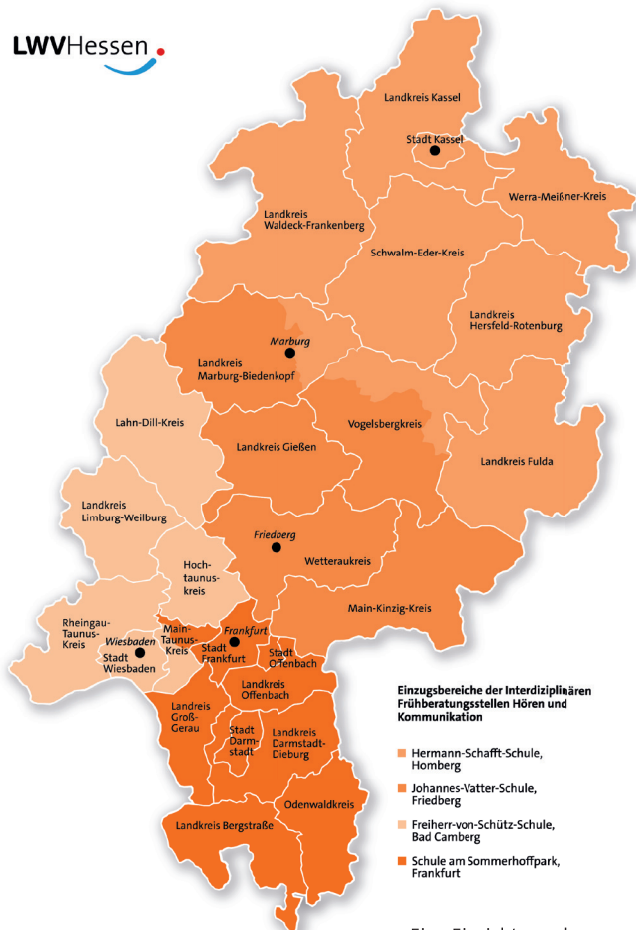 LWVHessen
Landkreis Kassel
Stadt Kassel
Werra-Meißner-Kreis
Landkreis
Waldeck-Frankenberg
Schwalm-Eder-Kreis
Landkreis
Hersfeld-Rotenburg
Marburg
Landkreis
Marburg-Biedenkopf
Lahn-Dill-Kreis
Vogelsbergkreis
Landkreis Gießen
Landkreis Fulda
Landkreis
Limburg-Weilburg
Friedberg
Wetteraukreis
Hoch-
taunus-
kreis
Main-Kinzig-Kreis
Rheingau-
Taunus-
Kreis
Wiesbaden
Stadt
Wiesbaden
Main-
Taunus-
Kreis
Frankfurt
Stadt
Frankfurt
Stadt
Offenbach
Landkreis
Offenbach
Landreis
Groß-
Gerau
Stadt
Darm-
stadt
Landkreis
Darmstadt-
Dieburg
Odenwaldkreis
Landkreis Bergstraße
Einzugsbereiche der Interdiziplinären
Frühberatungsstellen Hören und
Kommunikation
Hermann-Schafft-Schule,
Homberg
Johannes-Vatter-Schule,
Friedberg
Freiherr-von-Schütz-Schule,
Bad Camberg
Schule am Sommerhoffpark,
Frankfurt